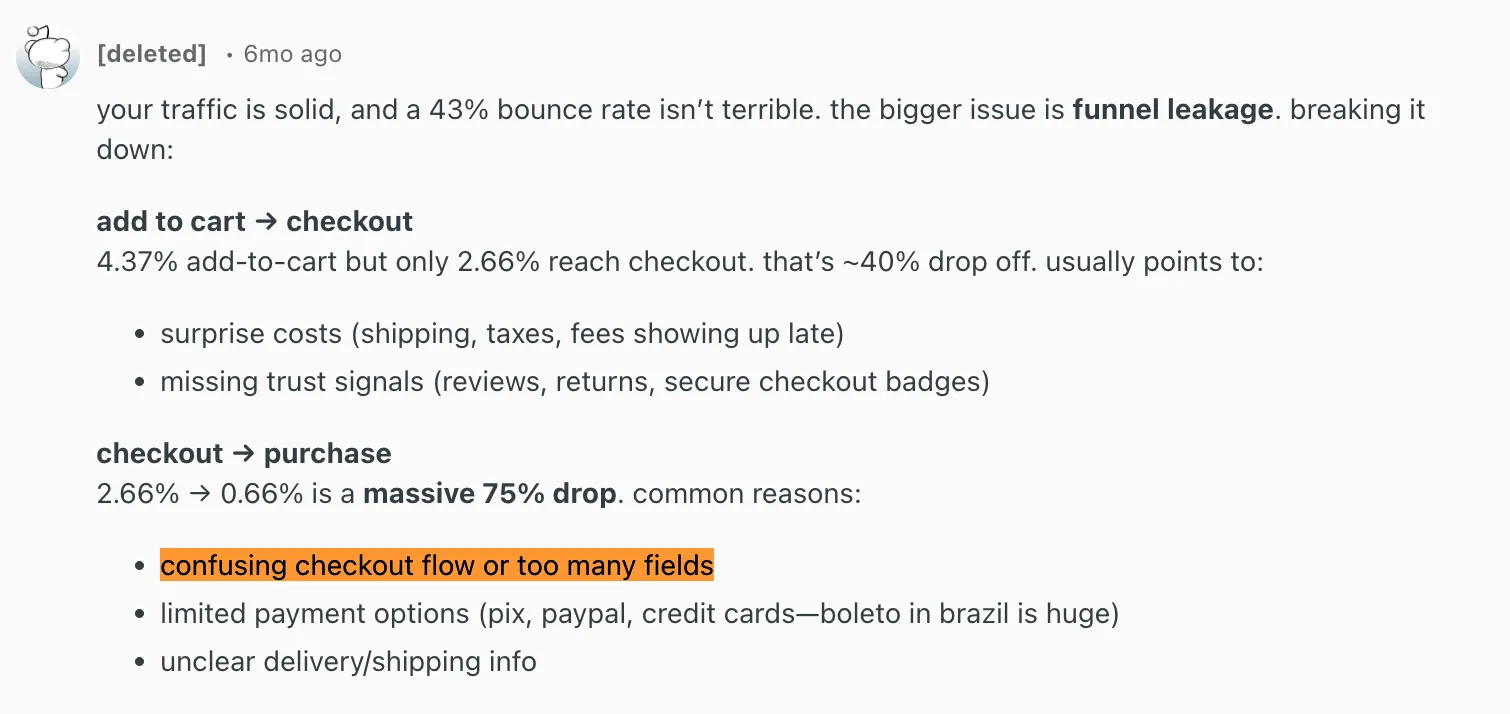 [deleted] • 6mo ago
your traffic is solid, and a 43% bounce rate isn’t terrible. the bigger issue is funnel leakage. breaking it
down:
add to cart → checkout
4.37% add-to-cart but only 2.66% reach checkout. that’s ~40% drop off. usually points to:
• surprise costs (shipping, taxes, fees showing up late)
• missing trust signals (reviews, returns, secure checkout badges)
checkout → purchase
2.66% → 0.66% is a massive 75% drop. common reasons:
• confusing checkout flow or too many fields
• limited payment options (pix, paypal, credit cards—boleto in brazil is huge)
• unclear delivery/shipping info